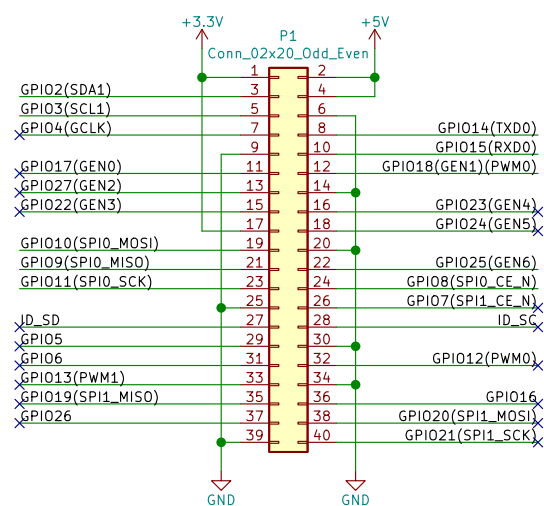 +3.3V
+5V
P1
Conn_02x20_Odd_Even
1 2
GPIO2(SDA1) 3 4
GPIO3(SCL1) 5 6
GPIO4(GCLK) 7 8 GPIO14(TXD0)
9 10 GPIO15(RXD0)
GPIO17(GEN0) 11 12 GPIO18(GEN1)(PWM0)
GPIO27(GEN2) 13 14
GPIO22(GEN3) 15 16 GPIO23(GEN4)
17 18 GPIO24(GEN5)
GPIO10(SPI0_MOSI) 19 20
GPIO9(SPI0_MISO) 21 22 GPIO25(GEN6)
GPIO11(SPI0_SCK) 23 24 GPIO8(SPI0_CE_N)
25 26 GPIO7(SPI1_CE_N)
ID_SD 27 28 ID_SC
GPIO5 29 30
GPIO6 31 32 GPIO12(PWM0)
GPIO13(PWM1) 33 34
GPIO19(SPI1_MISO) 35 36 GPIO16
GPIO26 37 38 GPIO20(SPI1_MOSI)
39 40 GPIO21(SPI1_SCK)
GND
GND